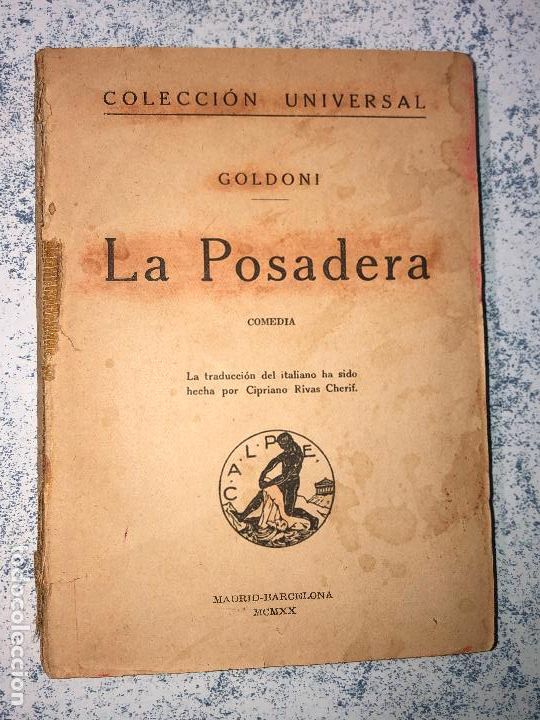 COLECCIÓN UNIVERSAL
GOLDONI
La Posadera
COMEDIA
La traducción del italiano ha sido
hecha por Cipriano Rivas Cherif.
C.A.L.P.E.
MADRID-BARCELONA
MCMXX
todocoleccion